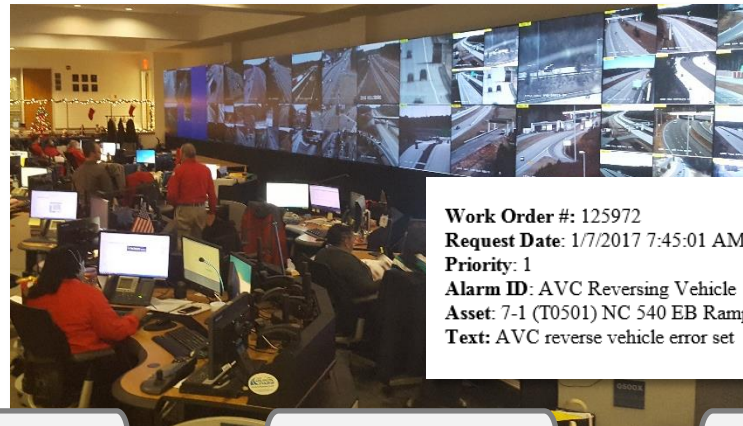 Work Order #: 125972
Request Date: 1/7/2017 7:45:01 AM
Priority: 1
Alarm ID: AVC Reversing Vehicle
Asset: 7-1 (T0501) NC 540 EB Ramp
Text: AVC reverse vehicle error set